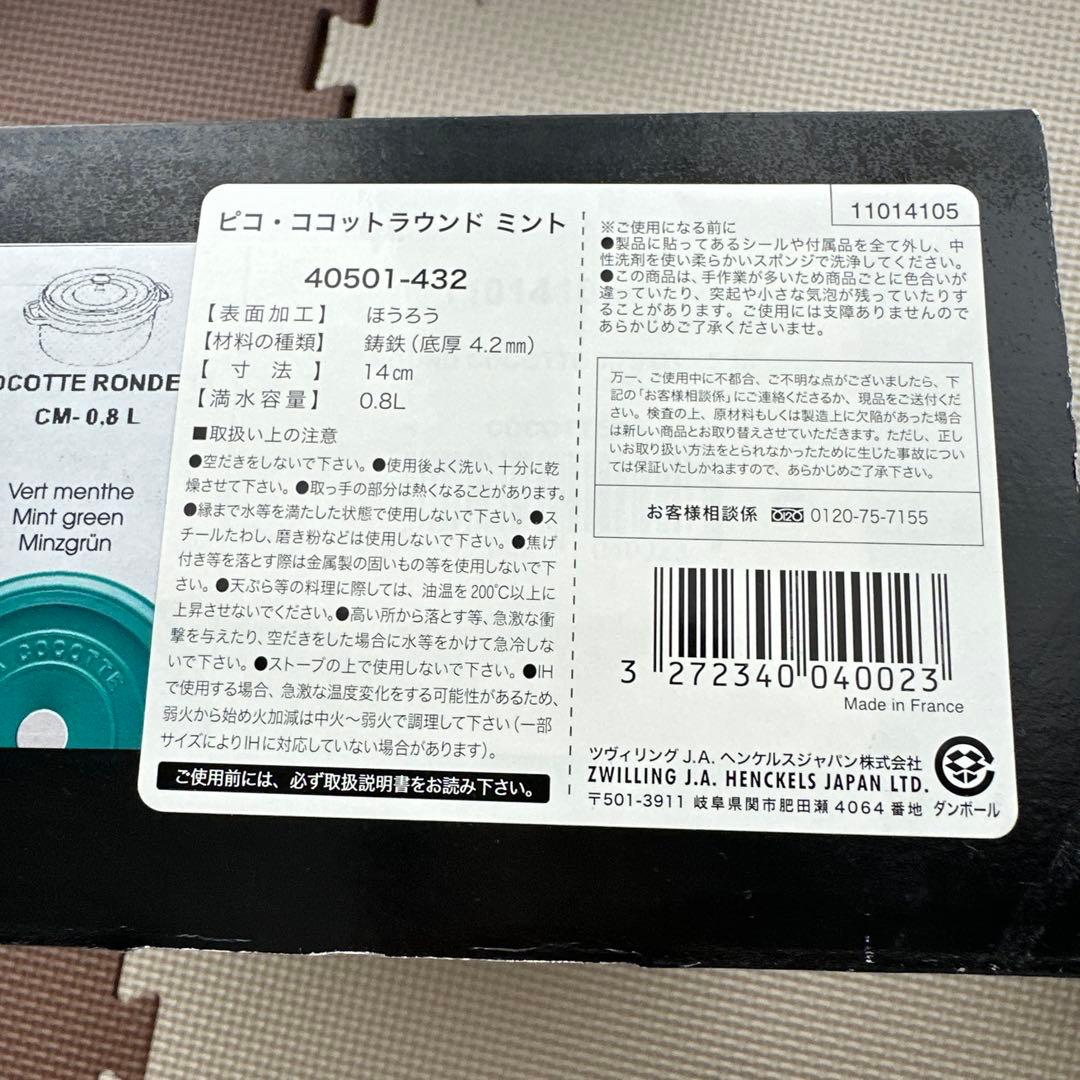 OCOTTE RONDE
CM- 0,8 L
Vert menthe
Mint green
Minzgrün
COCOTTE
ピコ・ココットラウンド ミント
40501-432
【表面加工】 ほうろう
【材料の種類】 鋳鉄(底厚 4.2㎜)
【 寸 法 】 14㎝
【満水容量】 0.8L
■取扱い上の注意
●空だきをしないで下さい。●使用後よく洗い、十分に乾
燥させて下さい。●取っ手の部分は熱くなることがあります。
●縁まで水等を満たした状態で使用しないで下さい。●ス
チールたわし、磨き粉などは使用しないで下さい。●焦げ
付き等を落とす際は金属製の固いもの等を使用しないで下
さい。●天ぷら等の料理に際しては、油温を200℃以上に
上昇させないでください。●高い所から落とす等、急激な衝
撃を与えたり、空だきをした場合に水等をかけて急冷しな
いで下さい。●ストーブの上で使用しないで下さい。●IH
で使用する場合、急激な温度変化をする可能性があるため、
弱火から始め火加減は中火〜弱火で調理して下さい(一部
サイズによりIHに対応していない場合があります)。
ご使用前には、必ず取扱説明書をお読み下さい。
11014105
※ご使用になる前に
●製品に貼ってあるシールや付属品を全て外し、中
性洗剤を使い柔らかいスポンジで洗浄してください。
●この商品は、手作業が多いため商品ごとに色合いが
違っていたり、突起や小さな気泡が残っていたりす
ることがあります。ご使用には支障ありませんので
あらかじめご了承くださいませ。
万一、ご使用中に不都合、ご不明な点がございましたら、下
記の「お客様相談係」にご連絡くださるか、現品をご送付くだ
さい。検査の上、原材料もしくは製造上に欠陥があった場合
は新しい商品とお取り替えさせていただきます。ただし、正し
いお取り扱い方法をとられなかったために生じた事故につい
ては保証いたしかねますので、あらかじめご了承下さい。
お客様相談係 0120-75-7155
3 272340 040023
Made in France
ツヴィリング J.A. ヘンケルスジャパン株式会社
ZWILLING J.A. HENCKELS JAPAN LTD.
〒501-3911 岐阜県関市肥田瀬 4064 番地 ダンボール